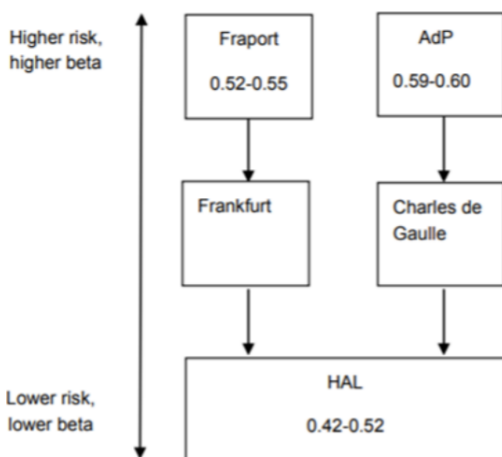 Higher risk,
higher beta
Fraport
0.52-0.55
AdP
0.59-0.60
Frankfurt
Charles de
Gaulle
Lower risk,
lower beta
HAL
0.42-0.52